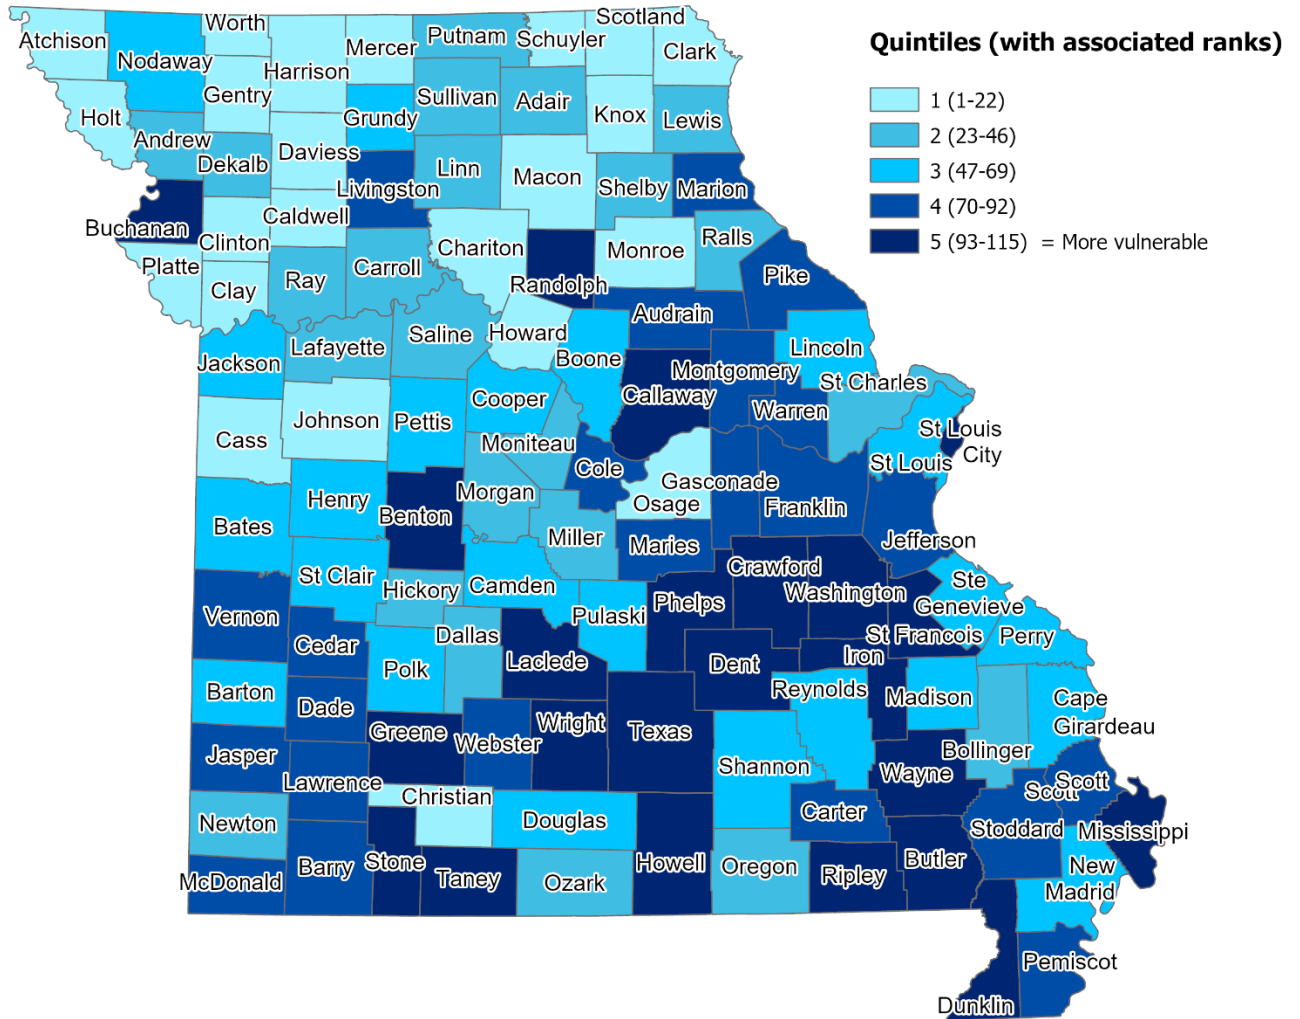 Quintiles (with associated ranks)
1 (1-22)
2 (23-46)
3 (47-69)
4 (70-92)
5 (93-115) = More vulnerable
Atchison
Nodaway
Worth
Harrison
Mercer
Putnam
Schuyler
Scotland
Clark
Holt
Gentry
Grundy
Sullivan
Adair
Knox
Lewis
Andrew
Dekalb
Daviess
Livingston
Linn
Macon
Shelby
Marion
Buchanan
Clinton
Caldwell
Chariton
Randolph
Monroe
Ralls
Pike
Platte
Clay
Ray
Carroll
Audrain
Jackson
Lafayette
Saline
Howard
Boone
Callaway
Montgomery
Lincoln
St Charles
Warren
Cass
Johnson
Pettis
Cooper
Moniteau
Cole
Osage
Gasconade
Franklin
St Louis
St Louis
City
Bates
Henry
Benton
Morgan
Miller
Maries
Jefferson
St Clair
Hickory
Camden
Pulaski
Phelps
Crawford
Washington
Ste
Genevieve
St Francois
Perry
Vernon
Cedar
Polk
Dallas
Laclede
Dent
Iron
Reynolds
Madison
Cape
Girardeau
Barton
Dade
Greene
Webster
Wright
Texas
Shannon
Wayne
Bollinger
Jasper
Lawrence
Christian
Douglas
Carter
Stoddard
Scott
Scott
Mississippi
Newton
McDonald
Barry
Stone
Taney
Ozark
Howell
Oregon
Ripley
Butler
New
Madrid
Pemiscot
Dunklin